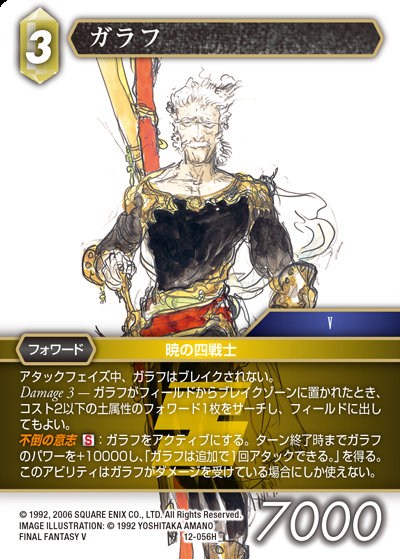 3
ガラフ
V
フォワード
暁の四戦士
アタックフェイズ中、ガラフはブレイクされない。
Damage 3 — ガラフがフィールドからブレイクゾーンに置かれたとき、
コスト2以下の土属性のフォワード1枚をサーチし、フィールドに出し
てもよい。
不倒の意志 S：ガラフをアクティブにする。ターン終了時までガラフ
のパワーを+10000し、「ガラフは追加で1回アタックできる。」を得る。
このアビリティはガラフがダメージを受けている場合にしか使えない。
© 1992, 2006 SQUARE ENIX CO., LTD. All Rights Reserved.
IMAGE ILLUSTRATION: © 1992 YOSHITAKA AMANO
FINAL FANTASY V
12-056H
7000